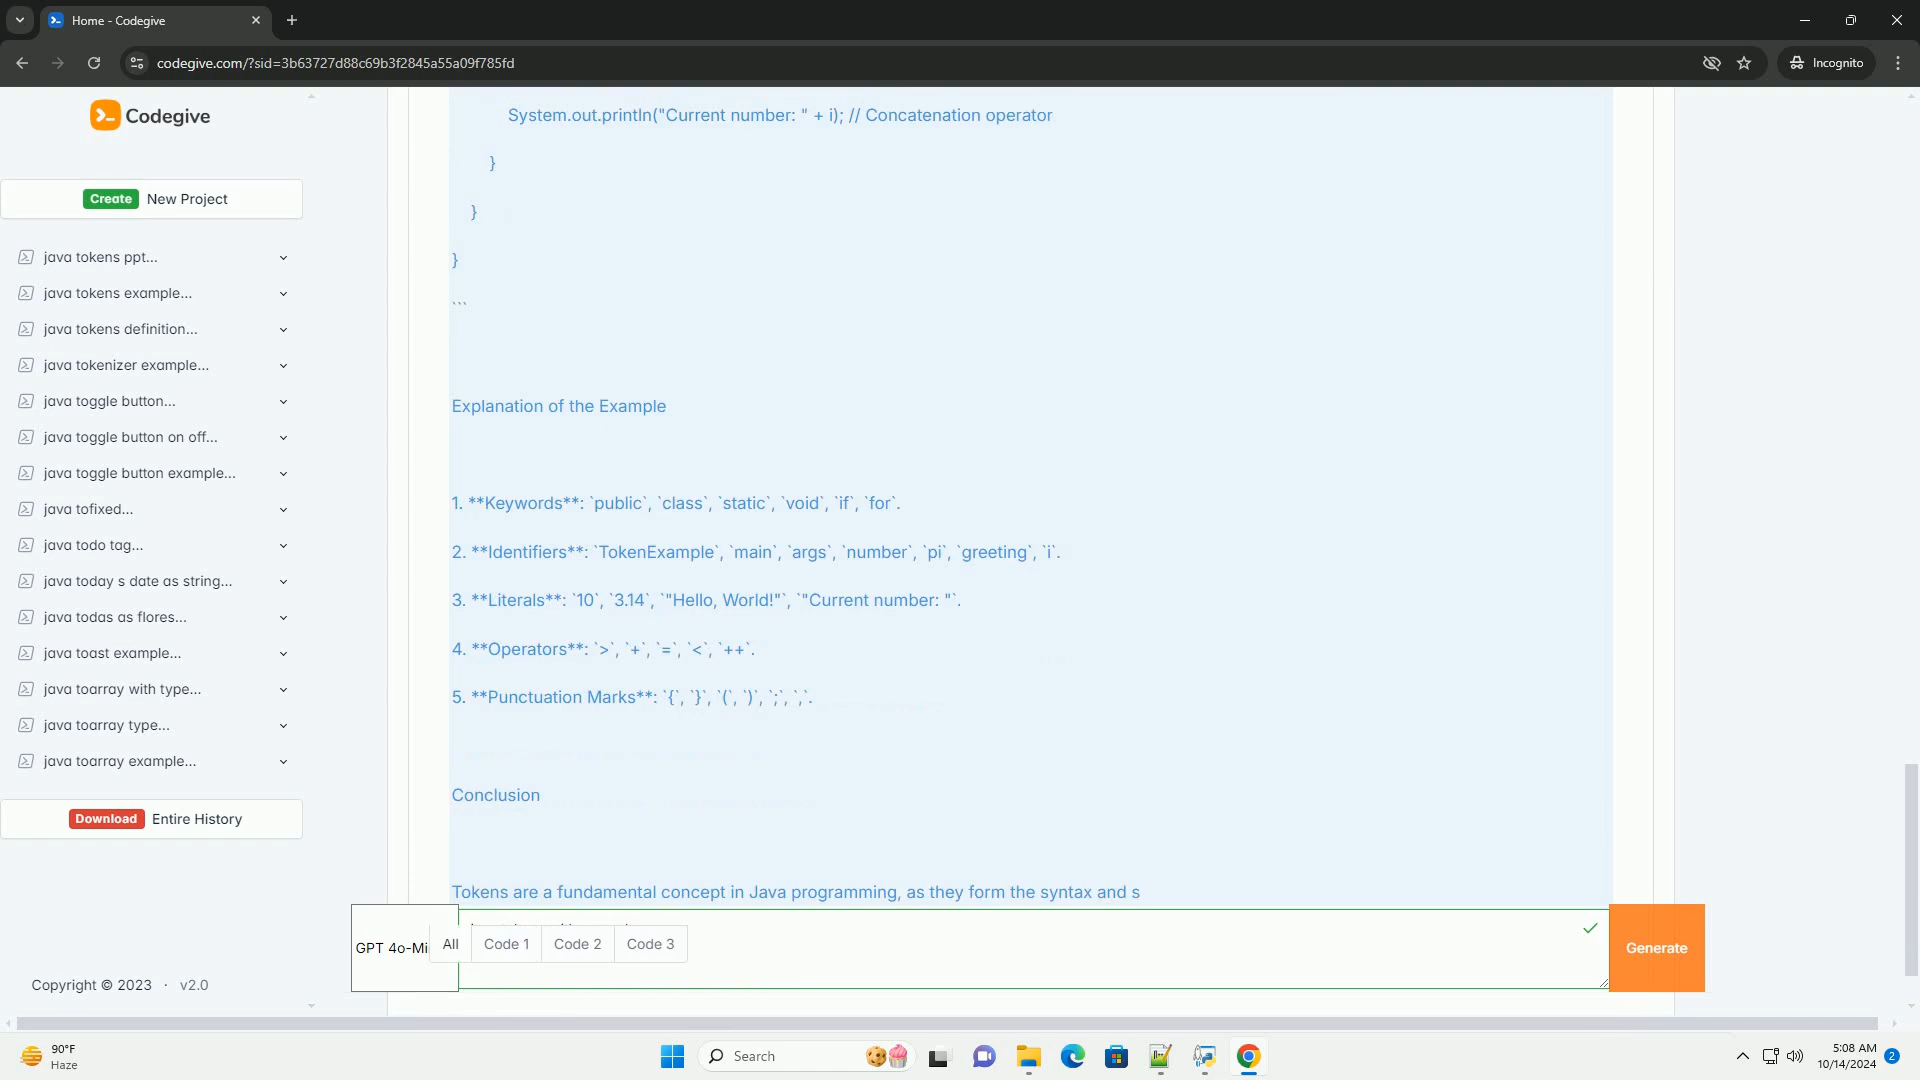 Home - Codegive
codegive.com/?sid=3b63727d88c69b3f2845a55a09f785fd
Incognito
Codegive
Create New Project
java tokens ppt...
java tokens example...
java tokens definition...
java tokenizer example...
java toggle button...
java toggle button on off...
java toggle button example...
java tofixed...
java todo tag...
java today s date as string...
java todas as flores...
java toast example...
java toarray with type...
java toarray type...
java toarray example...
Download Entire History
Copyright © 2023 · v2.0
System.out.println("Current number: " + i); // Concatenation operator
}
}
}
```
Explanation of the Example
1. **Keywords**: `public`, `class`, `static`, `void`, `if`, `for`.
2. **Identifiers**: `TokenExample`, `main`, `args`, `number`, `pi`, `greeting`, `i`.
3. **Literals**: `10`, `3.14`, `"Hello, World!"`, `"Current number: "`.
4. **Operators**: `>`, `+`, `=`, `<`, `++`.
5. **Punctuation Marks**: `{`, `}`, `(`, `)`, `;`, `,`.
Conclusion
Tokens are a fundamental concept in Java programming, as they form the syntax and s
GPT 4o-Mi
All Code 1 Code 2 Code 3
Generate
90°F
Haze
Search
5:08 AM
10/14/2024
2